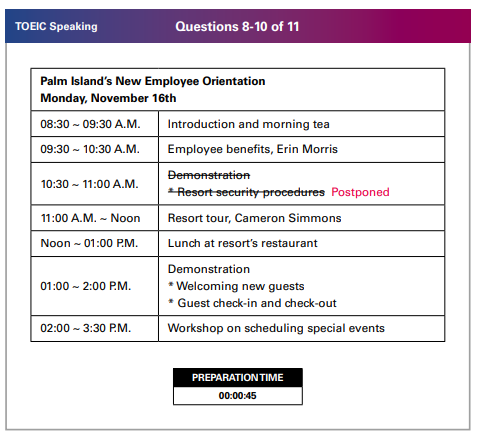 TOEIC Speaking
Questions 8-10 of 11
Palm Island's New Employee Orientation
Monday, November 16th
08:30 ~ 09:30 A.M. Introduction and morning tea
09:30 ~ 10:30 A.M. Employee benefits, Erin Morris
10:30 ~ 11:00 A.M. Demonstration
* Resort security procedures Postponed
11:00 A.M. ~ Noon Resort tour, Cameron Simmons
Noon ~ 01:00 P.M. Lunch at resort's restaurant
01:00 ~ 2:00 P.M. Demonstration
* Welcoming new guests
* Guest check-in and check-out
02:00 ~ 3:30 P.M. Workshop on scheduling special events
PREPARATION TIME
00:00:45